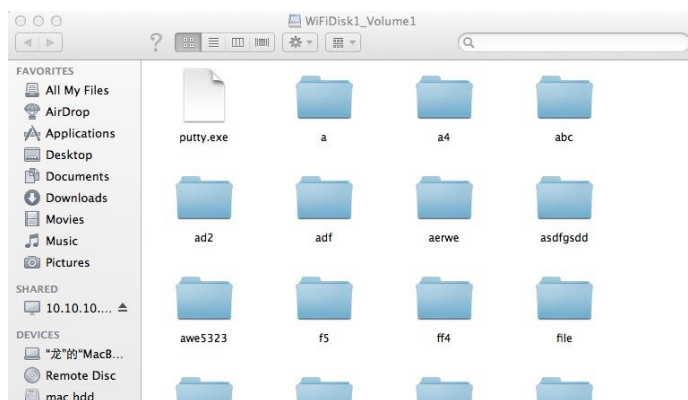 WiFiDisk1_Volume1
FAVORITES
All My Files
AirDrop
Applications
Desktop
Documents
Downloads
Movies
Music
Pictures
SHARED
10.10.10....
DEVICES
“龙”的“MacB...
Remote Disc
mac hdd
putty.exe
a
a4
abc
ad2
adf
aerwe
asdfgsdd
awe5323
f5
ff4
file